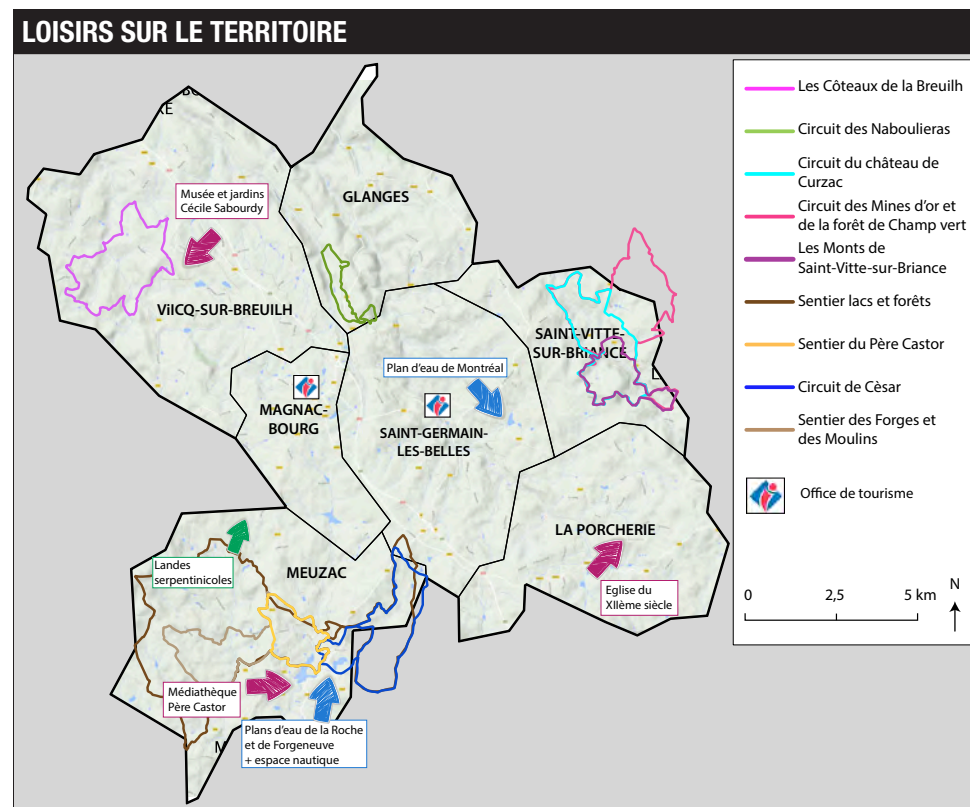 LOISIRS SUR LE TERRITOIRE
Les Côteaux de la Breuilh
Circuit des Naboulieras
Circuit du château de
Curzac
Circuit des Mines d'or et
de la forêt de Champ vert
Les Monts de
Saint-Vitte-sur-Briance
Sentier lacs et forêts
Sentier du Père Castor
Circuit de Cèsar
Sentier des Forges et
des Moulins
Office de tourisme
0 2,5 5 km
N
GLANGES
Musée et jardins
Cécile Sabourdy
ViICQ-SUR-BREUILH
SAINT-VITTE-
SUR-BRIANCE
Plan d'eau de Montréal
MAGNAC-
BOURG
SAINT-GERMAIN-
LES-BELLES
LA PORCHERIE
Landes
serpentinicoles
MEUZAC
Eglise du
XIIème siècle
Médiathèque
Père Castor
Plans d'eau de la Roche
et de Forgeneuve
+ espace nautique